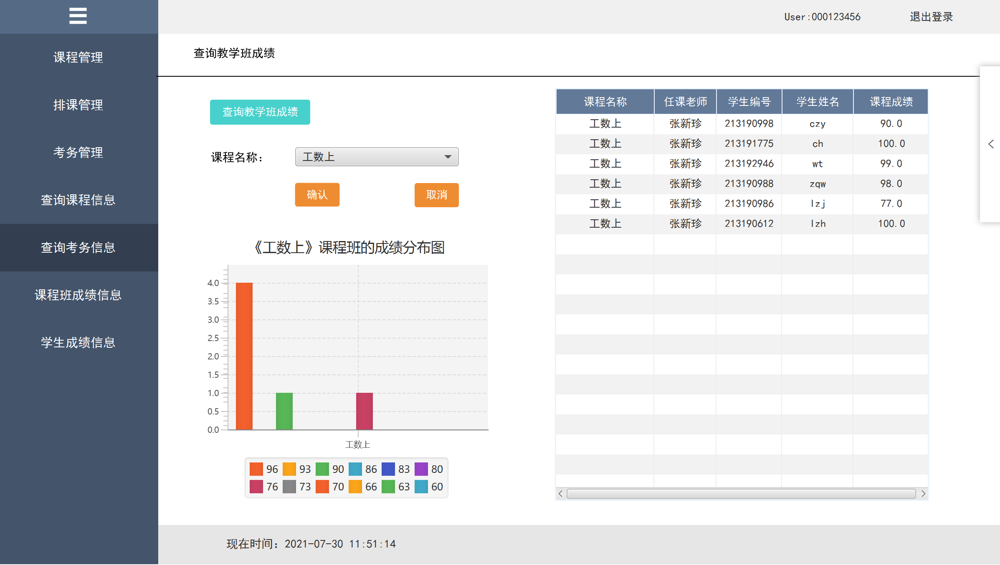 User:000123456 退出登录
课程管理
排课管理
考务管理
查询课程信息
查询考务信息
课程班成绩信息
学生成绩信息
查询教学班成绩
查询教学班成绩
课程名称： 工数上
确认 取消
《工数上》课程班的成绩分布图
4.0
3.5
3.0
2.5
2.0
1.5
1.0
0.5
0.0
工数上
96 93 90 86 83 80
76 73 70 66 63 60
课程名称 任课老师 学生编号 学生姓名 课程成绩
工数上 张新珍 213190998 czy 90.0
工数上 张新珍 213191775 ch 100.0
工数上 张新珍 213192946 wt 99.0
工数上 张新珍 213190988 zqw 98.0
工数上 张新珍 213190986 lzj 77.0
工数上 张新珍 213190612 lzh 100.0
现在时间：2021-07-30 11:51:14